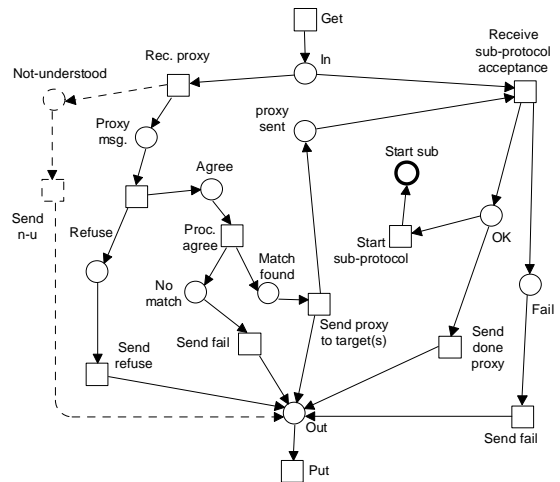 Get
Rec. proxy
In
Receive
sub-protocol
acceptance
Not-understood
Proxy
msg.
proxy
sent
Agree
Start sub
Send
n-u
Refuse
Proc.
agree
Match
found
Start
sub-protocol
OK
No
match
Fail
Send fail
Send proxy
to target(s)
Send
refuse
Send
done
proxy
Out
Send fail
Put